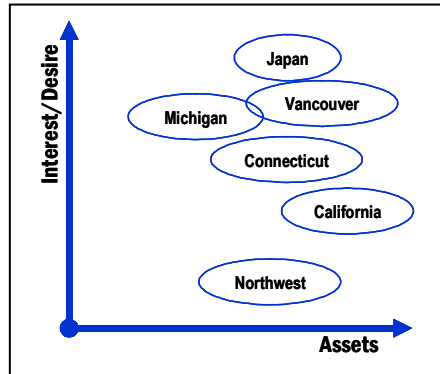 Interest/Desire
Japan
Vancouver
Michigan
Connecticut
California
Northwest
Assets